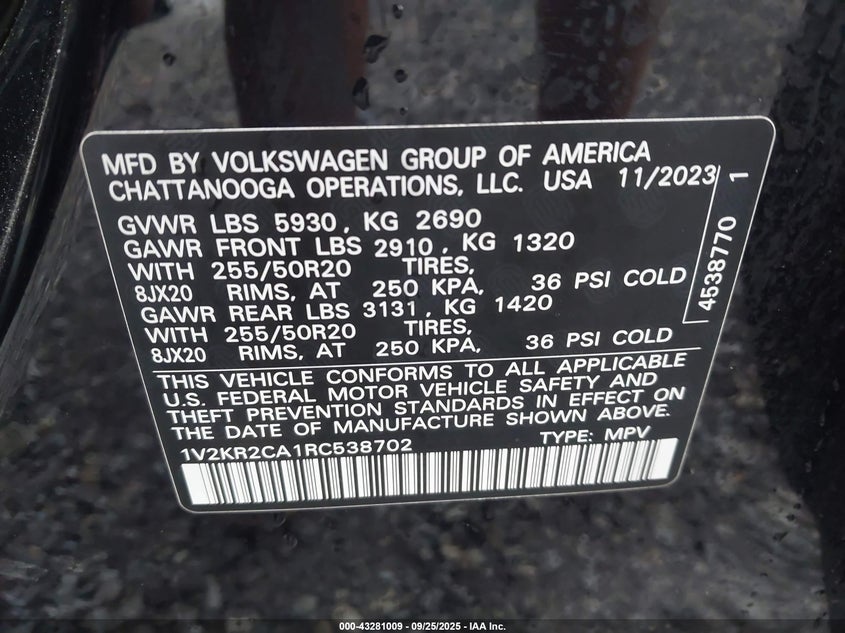 MFD BY VOLKSWAGEN GROUP OF AMERICA
CHATTANOOGA OPERATIONS, LLC. USA 11/2023
GVWR LBS 5930, KG 2690
GAWR FRONT LBS 2910, KG 1320
WITH 255/50R20 TIRES,
8JX20 RIMS, AT 250 KPA, 36 PSI COLD
GAWR REAR LBS 3131, KG 1420
WITH 255/50R20 TIRES,
8JX20 RIMS, AT 250 KPA, 36 PSI COLD
4538770 1
THIS VEHICLE CONFORMS TO ALL APPLICABLE
U.S. FEDERAL MOTOR VEHICLE SAFETY AND
THEFT PREVENTION STANDARDS IN EFFECT ON
THE DATE OF MANUFACTURE SHOWN ABOVE.
1V2KR2CA1RC538702 TYPE: MPV
000-43281009 - 09/25/2025 - IAA Inc.